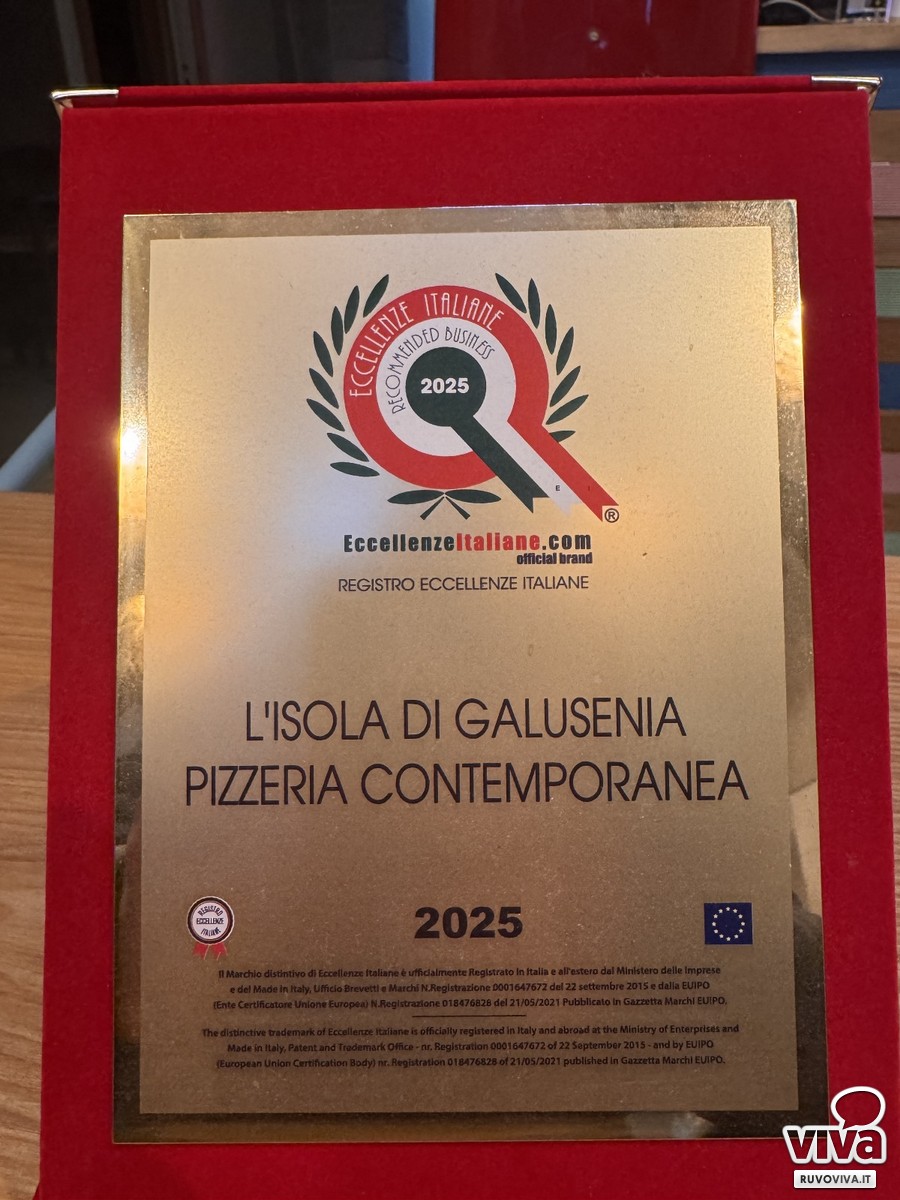 ECCELLENZE ITALIANE
RECOMMENDED BUSINESS
2025
E I
®
EccellenzeItaliane.com
official brand
REGISTRO ECCELLENZE ITALIANE
L'ISOLA DI GALUSENIA
PIZZERIA CONTEMPORANEA
REGISTRO
ECCELLENZE
ITALIANE
2025
Il Marchio distintivo di Eccellenze Italiane è ufficialmente Registrato in Italia e all'estero dal Ministero delle Imprese
e del Made in Italy, Ufficio Brevetti e Marchi N.Registrazione 0001647672 del 22 settembre 2015 e dalla EUIPO
(Ente Certificatore Unione Europea) N.Registrazione 018476828 del 21/05/2021 Pubblicato in Gazzetta Marchi EUIPO.
The distinctive trademark of Eccellenze Italiane is officially registered in Italy and abroad at the Ministry of Enterprises and
Made in Italy, Patent and Trademark Office - nr. Registration 0001647672 of 22 September 2015 - and by EUIPO
(European Union Certification Body) nr. Registration 018476828 of 21/05/2021 published in Gazzetta Marchi EUIPO.
viva
RUVOVIVA.IT